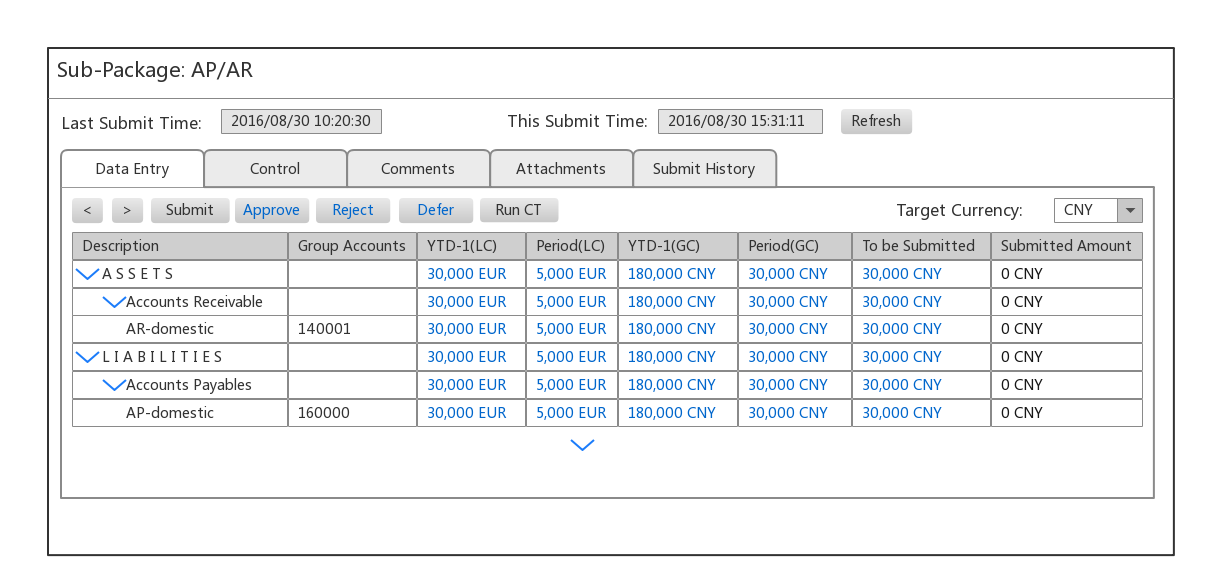 Sub-Package: AP/AR
Last Submit Time: 2016/08/30 10:20:30 This Submit Time: 2016/08/30 15:31:11 Refresh
Data Entry Control Comments Attachments Submit History
< > Submit Approve Reject Defer Run CT Target Currency: CNY
Description Group Accounts YTD-1(LC) Period(LC) YTD-1(GC) Period(GC) To be Submitted Submitted Amount
A S S E T S 30,000 EUR 5,000 EUR 180,000 CNY 30,000 CNY 30,000 CNY 0 CNY
Accounts Receivable 30,000 EUR 5,000 EUR 180,000 CNY 30,000 CNY 30,000 CNY 0 CNY
AR-domestic 140001 30,000 EUR 5,000 EUR 180,000 CNY 30,000 CNY 30,000 CNY 0 CNY
L I A B I L I T I E S 30,000 EUR 5,000 EUR 180,000 CNY 30,000 CNY 30,000 CNY 0 CNY
Accounts Payables 30,000 EUR 5,000 EUR 180,000 CNY 30,000 CNY 30,000 CNY 0 CNY
AP-domestic 160000 30,000 EUR 5,000 EUR 180,000 CNY 30,000 CNY 30,000 CNY 0 CNY